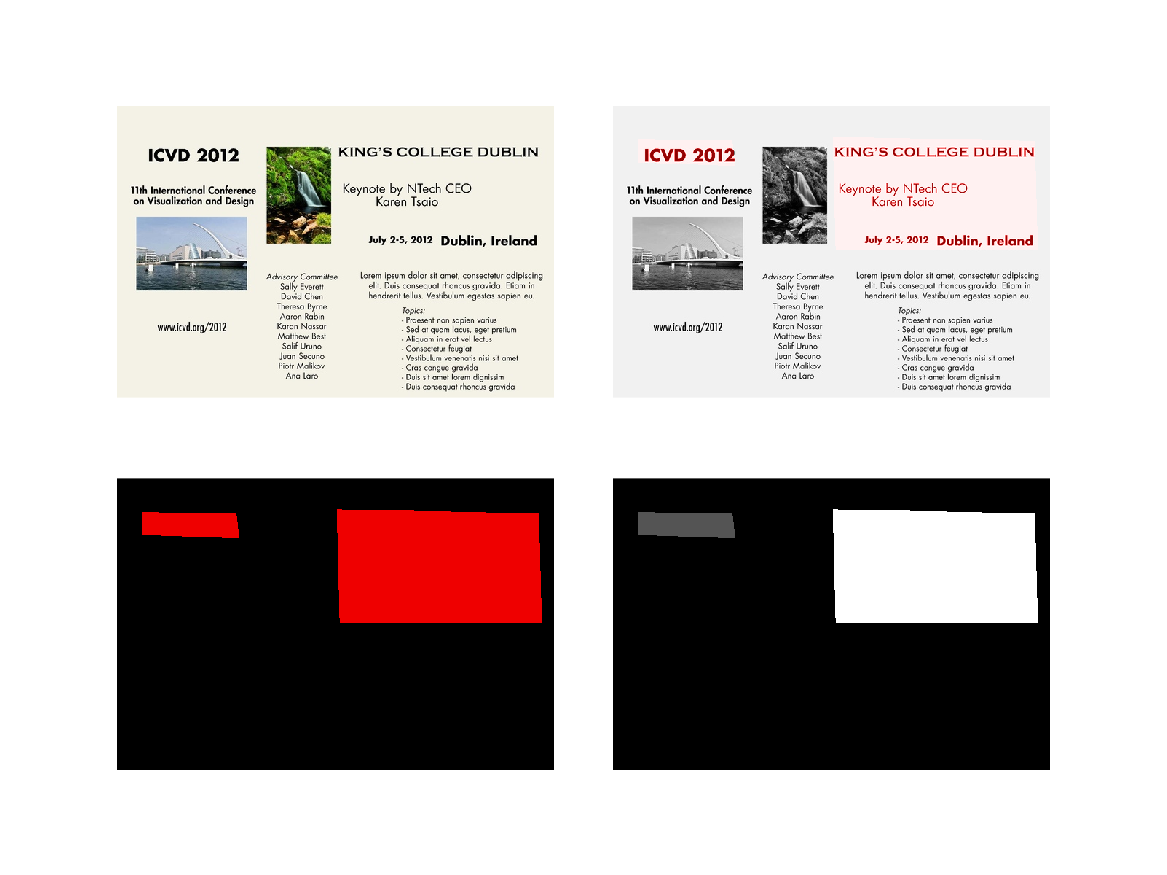 ICVD 2012
11th International Conference
on Visualization and Design
www.icvd.org/2012
KING'S COLLEGE DUBLIN
Keynote by NTech CEO
Karen Tsaio
July 2-5, 2012 Dublin, Ireland
Advisory Committee
Sally Everett
David Chen
Theresa Byrne
Aaron Rabin
Karen Nassar
Matthew Best
Salif Uruno
Juan Secuno
Piotr Malikov
Ana Laro
Lorem ipsum dolor sit amet, consectetur adipiscing
elit. Duis consequat rhoncus gravida. Etiam in
hendrerit tellus. Vestibulum egestas sapien eu
Topics:
- Praesent non sapien varius
- Sed at quam lacus, eget pretium
- Aliquam in erat vel lectus
- Consectetur feugiat
- Vestibulum venenatis nisi sit amet
- Cras congue gravida
- Duis sit amet lorem dignissim
- Duis consequat rhoncus gravida
ICVD 2012
11th International Conference
on Visualization and Design
www.icvd.org/2012
KING'S COLLEGE DUBLIN
Keynote by NTech CEO
Karen Tsaio
July 2-5, 2012 Dublin, Ireland
Advisory Committee
Sally Everett
David Chen
Theresa Byrne
Aaron Rabin
Karen Nassar
Matthew Best
Salif Uruno
Juan Secuno
Piotr Malikov
Ana Laro
Lorem ipsum dolor sit amet, consectetur adipiscing
elit. Duis consequat rhoncus gravida. Etiam in
hendrerit tellus. Vestibulum egestas sapien eu
Topics:
- Praesent non sapien varius
- Sed at quam lacus, eget pretium
- Aliquam in erat vel lectus
- Consectetur feugiat
- Vestibulum venenatis nisi sit amet
- Cras congue gravida
- Duis sit amet lorem dignissim
- Duis consequat rhoncus gravida